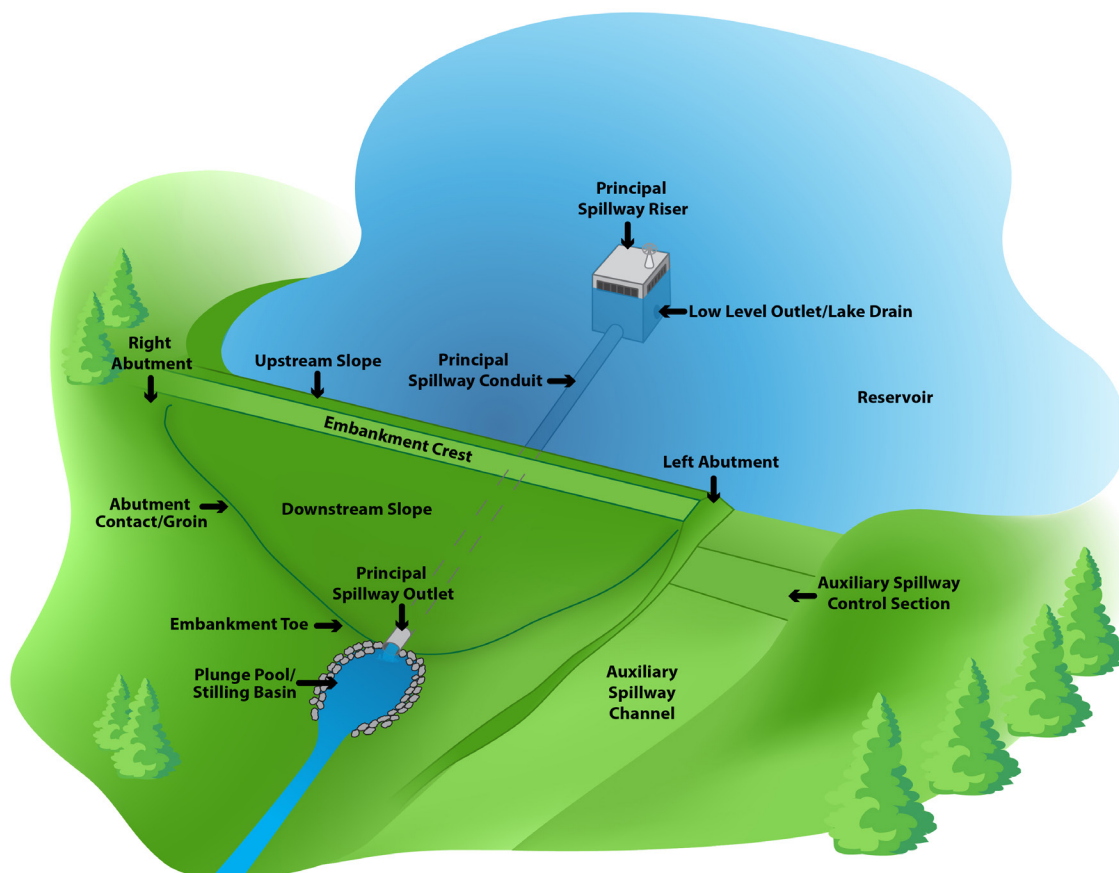 Principal
Spillway Riser
Low Level Outlet/Lake Drain
Right
Abutment
Upstream Slope
Principal
Spillway Conduit
Reservoir
Embankment Crest
Left Abutment
Abutment
Contact/Groin
Downstream Slope
Principal
Spillway Outlet
Auxiliary Spillway
Control Section
Embankment Toe
Plunge Pool/
Stilling Basin
Auxiliary
Spillway
Channel